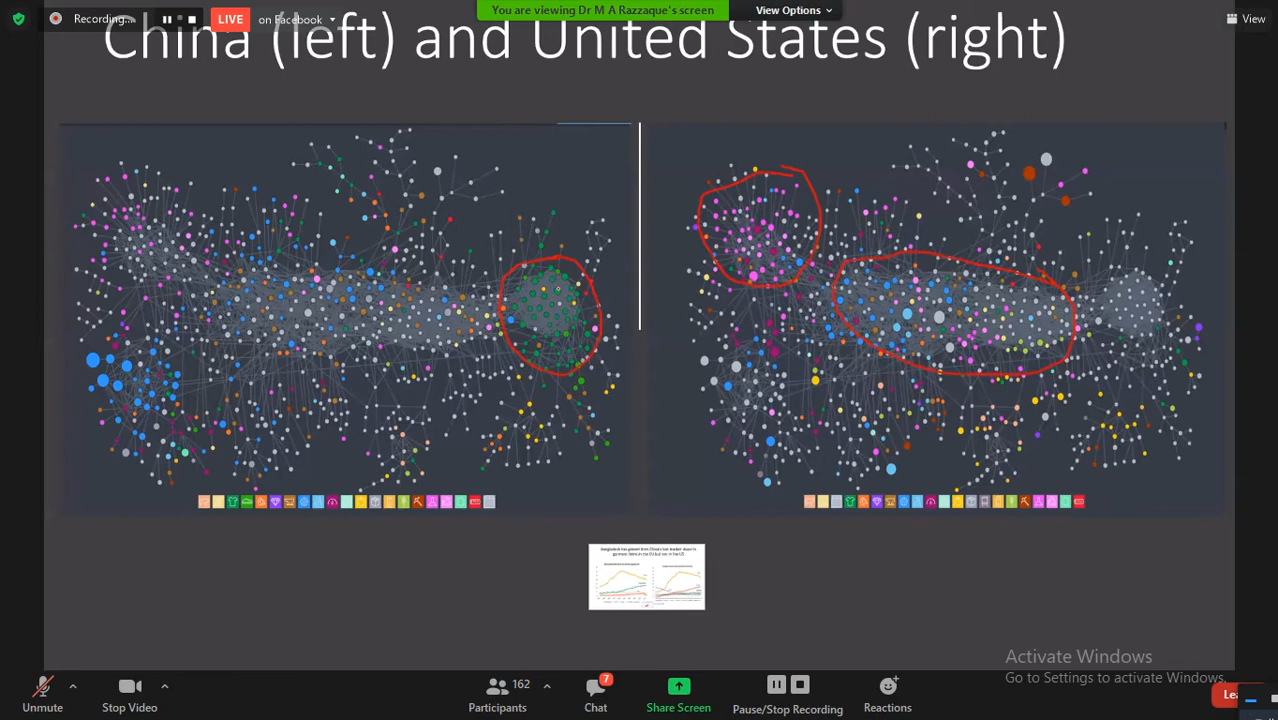 Recording...
LIVE
on Facebook
You are viewing Dr M A Razzaque's screen
View Options
View
China (left) and United States (right)
Activate Windows
Go to Settings to activate Windows.
Unmute
Stop Video
162
Participants
7
Chat
Share Screen
Pause/Stop Recording
Reactions